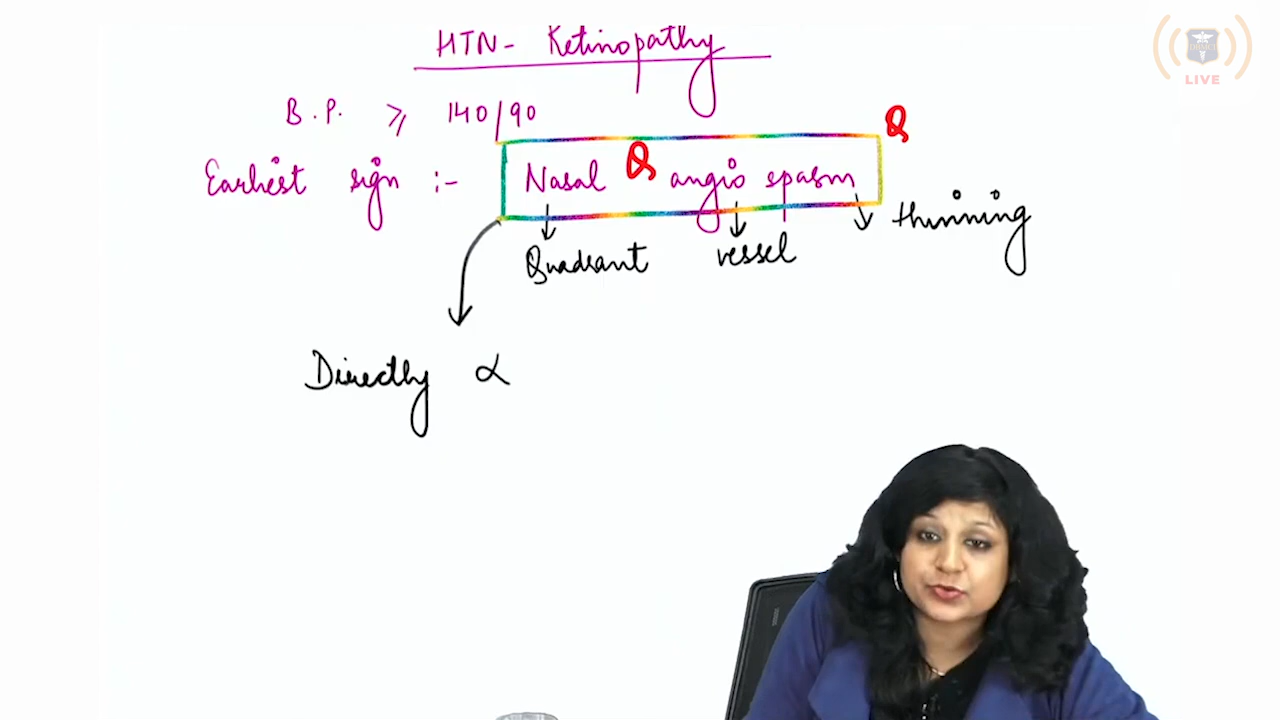 HTN - Retinopathy
B.P. ⩾ 140/90
Q
Earliest sign :- Nasal Q angio spasm
thinning
Quadrant vessel
Directly α
LIVE